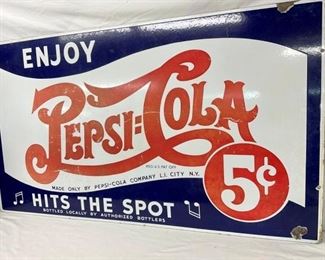 ENJOY
PEPSI:COLA
REG. U.S. PAT. OFF.
5¢
MADE ONLY BY PEPSI-COLA COMPANY L.I. CITY N.Y.
HITS THE SPOT
BOTTLED LOCALLY BY AUTHORIZED BOTTLERS